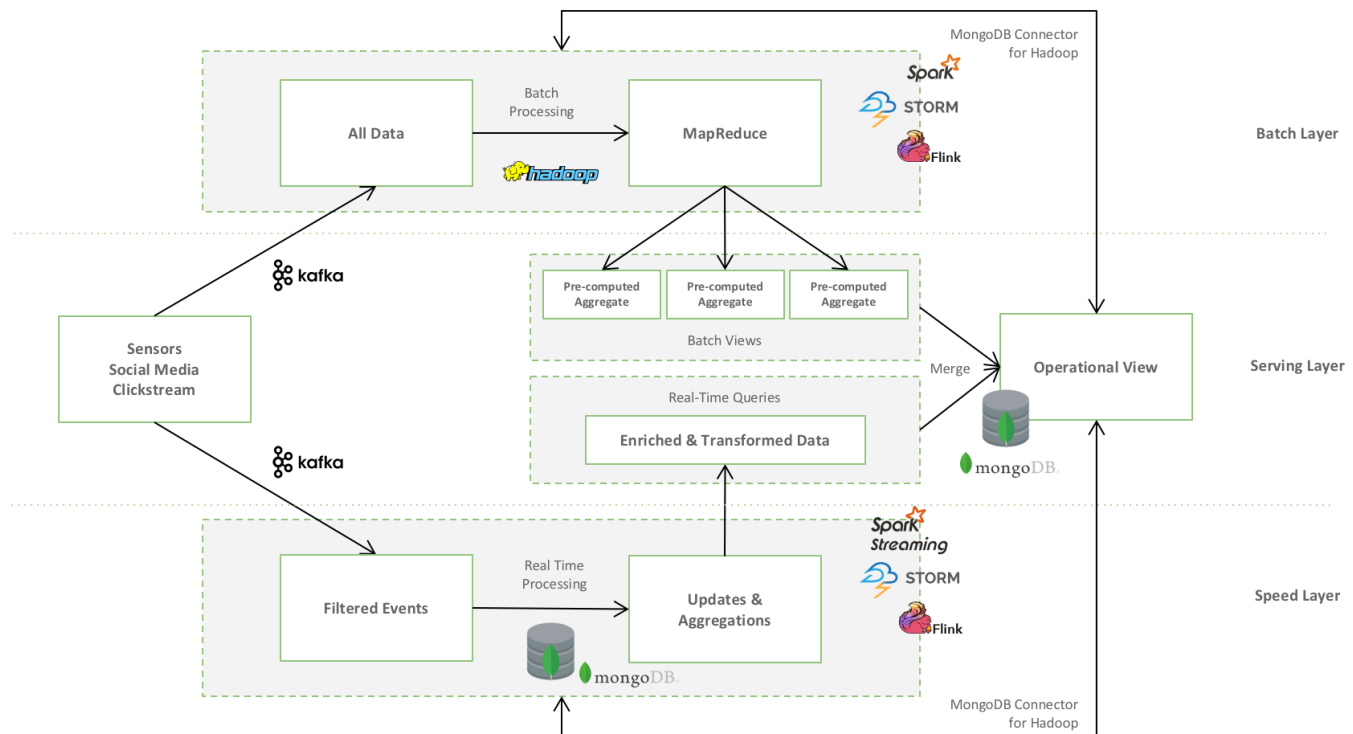 MongoDB Connector
for Hadoop
Spark
STORM
Flink
Batch
Processing
All Data
MapReduce
hadoop
Batch Layer
kafka
Pre-computed
Aggregate
Pre-computed
Aggregate
Pre-computed
Aggregate
Batch Views
Sensors
Social Media
Clickstream
Merge
Operational View
Serving Layer
Real-Time Queries
Enriched & Transformed Data
mongoDB.
kafka
Spark
Streaming
STORM
Flink
Real Time
Processing
Filtered Events
Updates &
Aggregations
mongoDB.
Speed Layer
MongoDB Connector
for Hadoop